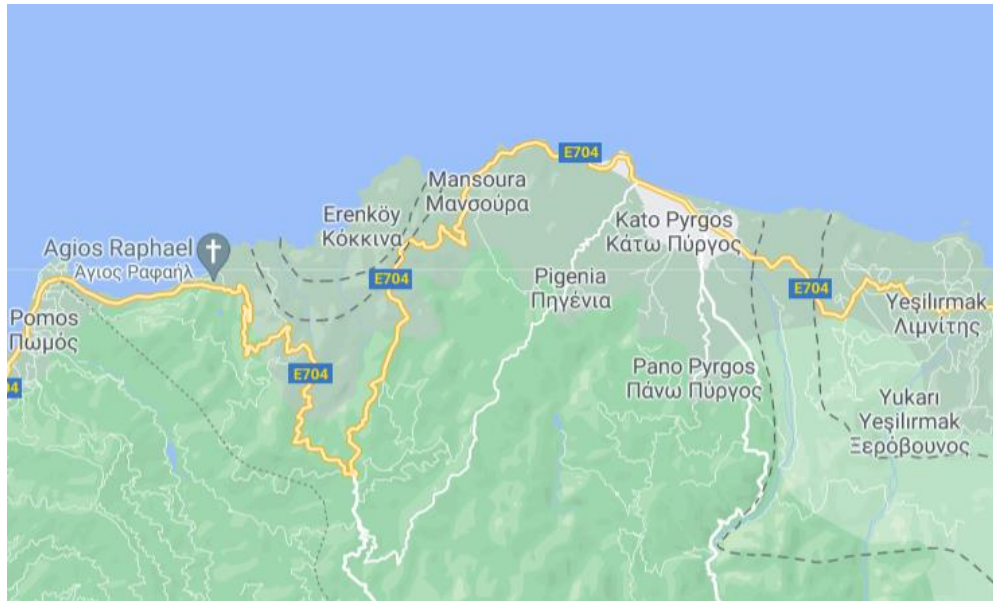 E704
Mansoura
Μανσούρα
Erenköy
Κόκκινα
Kato Pyrgos
Κάτω Πύργος
Agios Raphael
Άγιος Ραφαήλ
E704
Pigenia
Πηγένια
E704
Yeşilırmak
Λιμνίτης
Pomos
Πωμός
E704
04
Pano Pyrgos
Πάνω Πύργος
Yukarı
Yeşilırmak
Ξερόβουνος